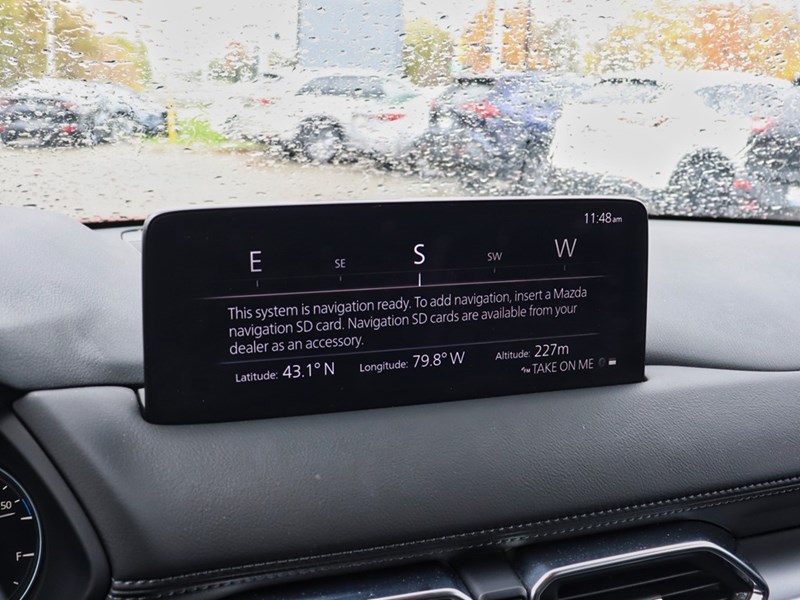 11:48am
E SE S SW W
This system is navigation ready. To add navigation, insert a Mazda
navigation SD card. Navigation SD cards are available from your
dealer as an accessory.
Latitude: 43.1° N Longitude: 79.8° W Altitude: 227m
FM TAKE ON ME
50
F